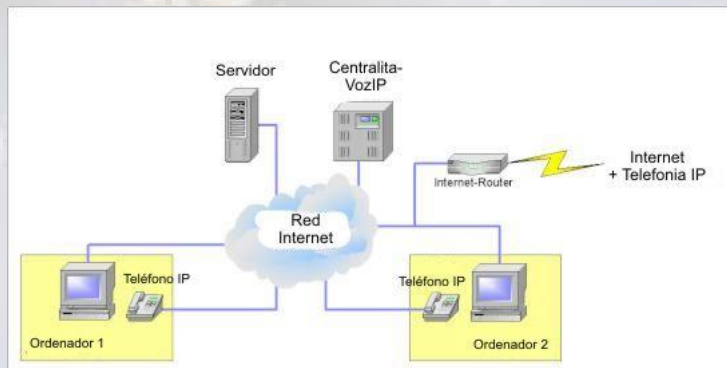 Servidor
Centralita-
VozIP
Internet-Router
Internet
+ Telefonia IP
Red
Internet
Teléfono IP
Ordenador 1
Teléfono IP
Ordenador 2